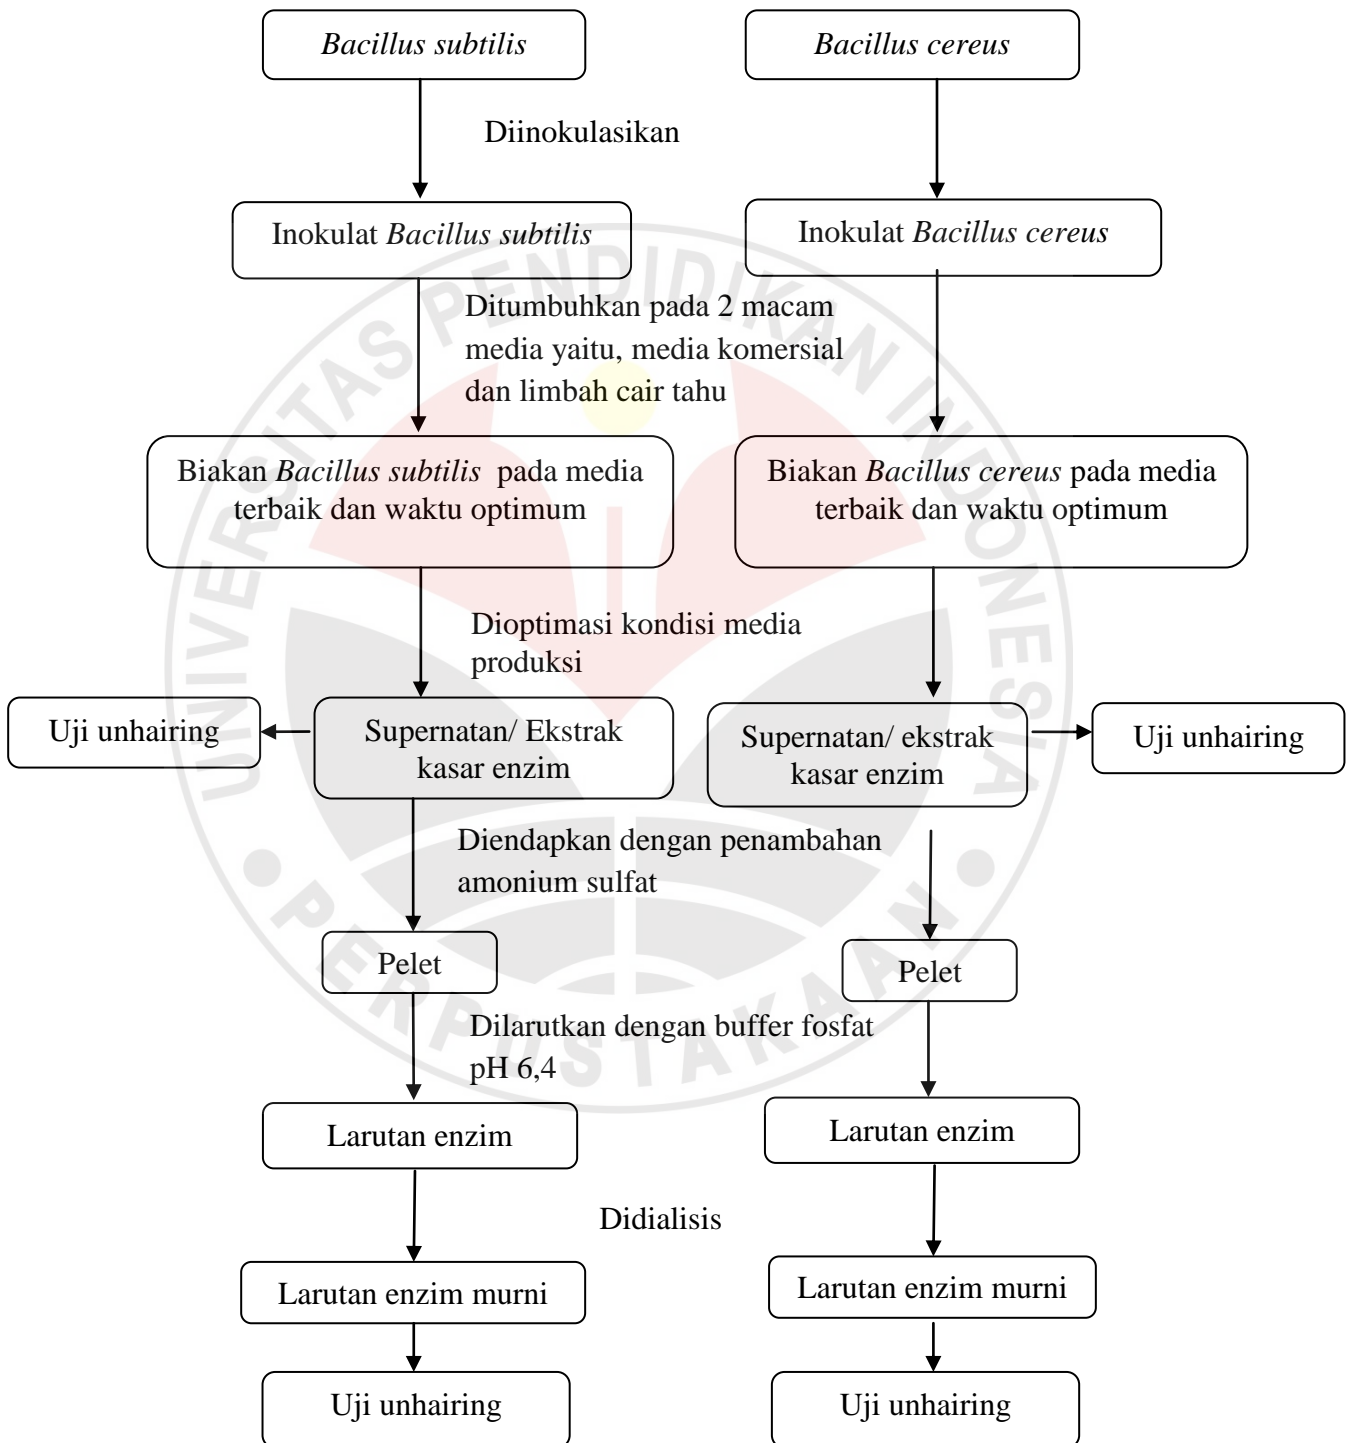 Bacillus subtilis
Bacillus cereus
Diinokulasikan
Inokulat Bacillus subtilis
Inokulat Bacillus cereus
Ditumbuhkan pada 2 macam
media yaitu, media komersial
dan limbah cair tahu
Biakan Bacillus subtilis pada media
terbaik dan waktu optimum
Biakan Bacillus cereus pada media
terbaik dan waktu optimum
Dioptimasi kondisi media
produksi
Uji unhairing
Supernatan/ Ekstrak
kasar enzim
Supernatan/ ekstrak
kasar enzim
Uji unhairing
Diendapkan dengan penambahan
amonium sulfat
Pelet
Pelet
Dilarutkan dengan buffer fosfat
pH 6,4
Larutan enzim
Larutan enzim
Didialisis
Larutan enzim murni
Larutan enzim murni
Uji unhairing
Uji unhairing
UNIVERSITAS PENDIDIKAN INDONESIA
PERPUSTAKAAN